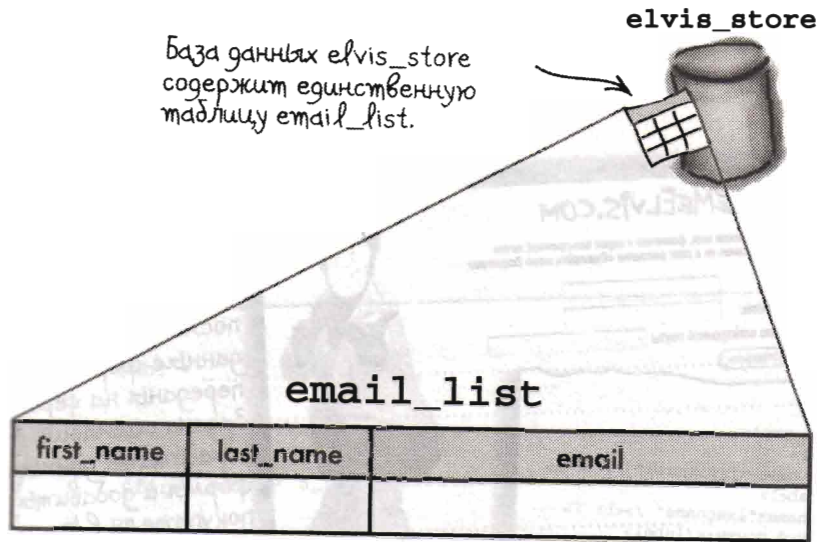 elvis_store
База данных elvis_store
содержит единственную
таблицу email_list.
email_list
first_name last_name email